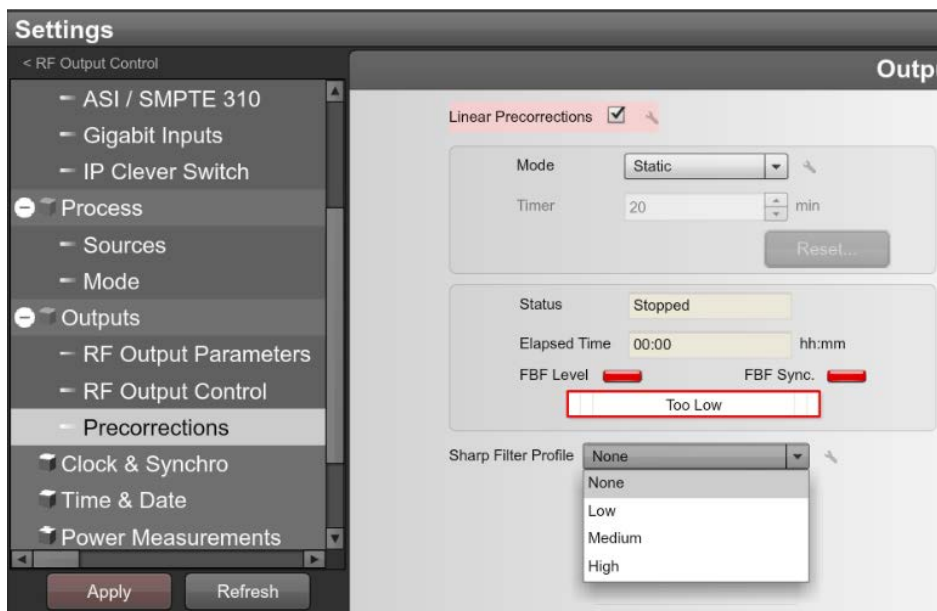 Settings
< RF Output Control
Outpu
ASI / SMPTE 310
Gigabit Inputs
IP Clever Switch
Process
Sources
Mode
Outputs
RF Output Parameters
RF Output Control
Precorrections
Clock & Synchro
Time & Date
Power Measurements
Apply
Refresh
Linear Precorrections
Mode
Static
Timer
20
min
Reset...
Status
Stopped
Elapsed Time
00:00
hh:mm
FBF Level
FBF Sync.
Too Low
Sharp Filter Profile
None
None
Low
Medium
High